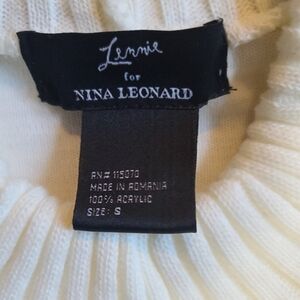 Lennie
for
NINA LEONARD
RN# 115070
MADE IN ROMANIA
100% ACRYLIC
SIZE: S